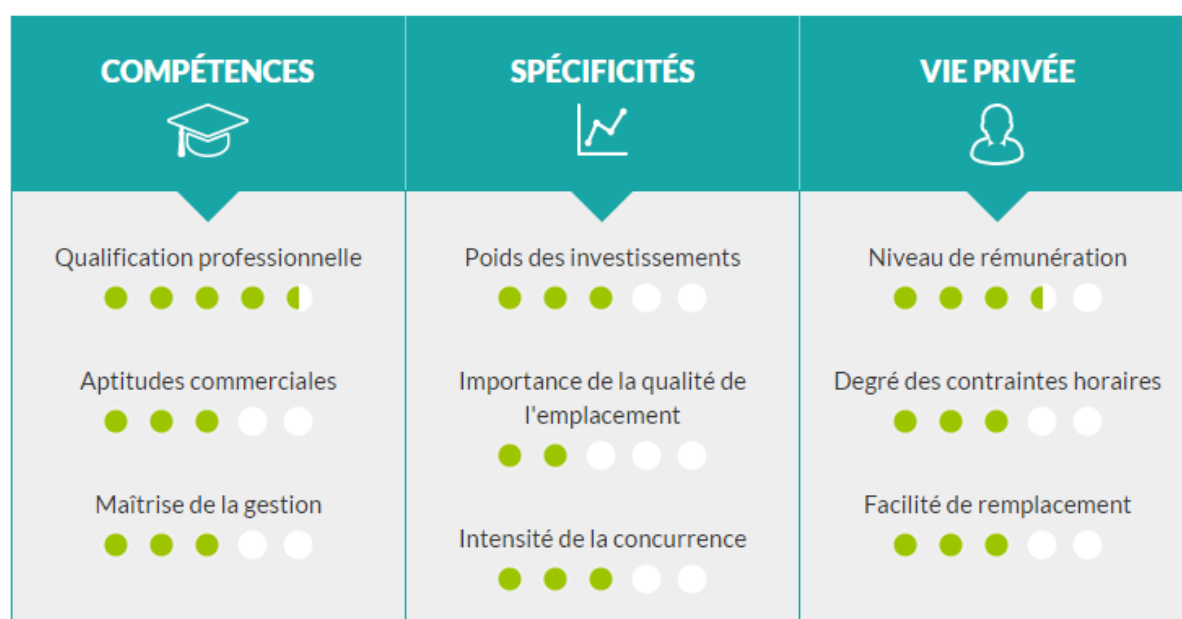 COMPÉTENCES
Qualification professionnelle
Aptitudes commerciales
Maîtrise de la gestion
SPÉCIFICITÉS
Poids des investissements
Importance de la qualité de
l'emplacement
Intensité de la concurrence
VIE PRIVÉE
Niveau de rémunération
Degré des contraintes horaires
Facilité de remplacement